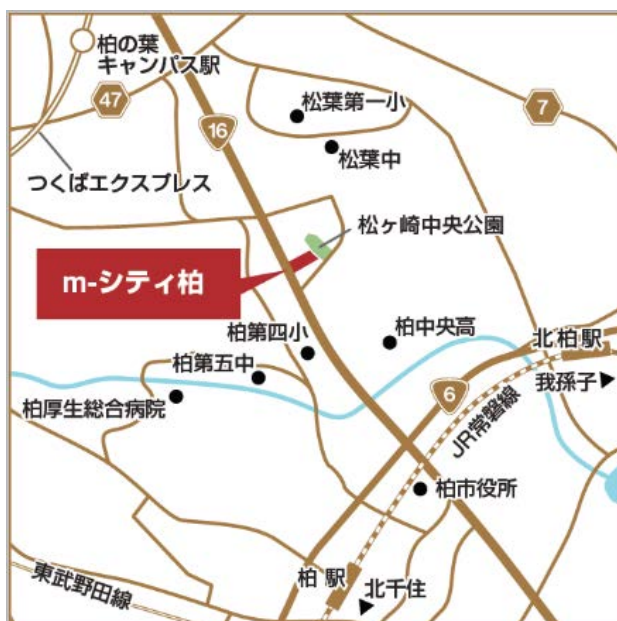 柏の葉
キャンパス駅
47
16
7
松葉第一小
松葉中
つくばエクスプレス
松ヶ崎中央公園
m-シティ柏
柏第四小
柏中央高
北柏駅
柏第五中
我孫子
柏厚生総合病院
6
JR常磐線
柏市役所
柏駅
北千住
東武野田線